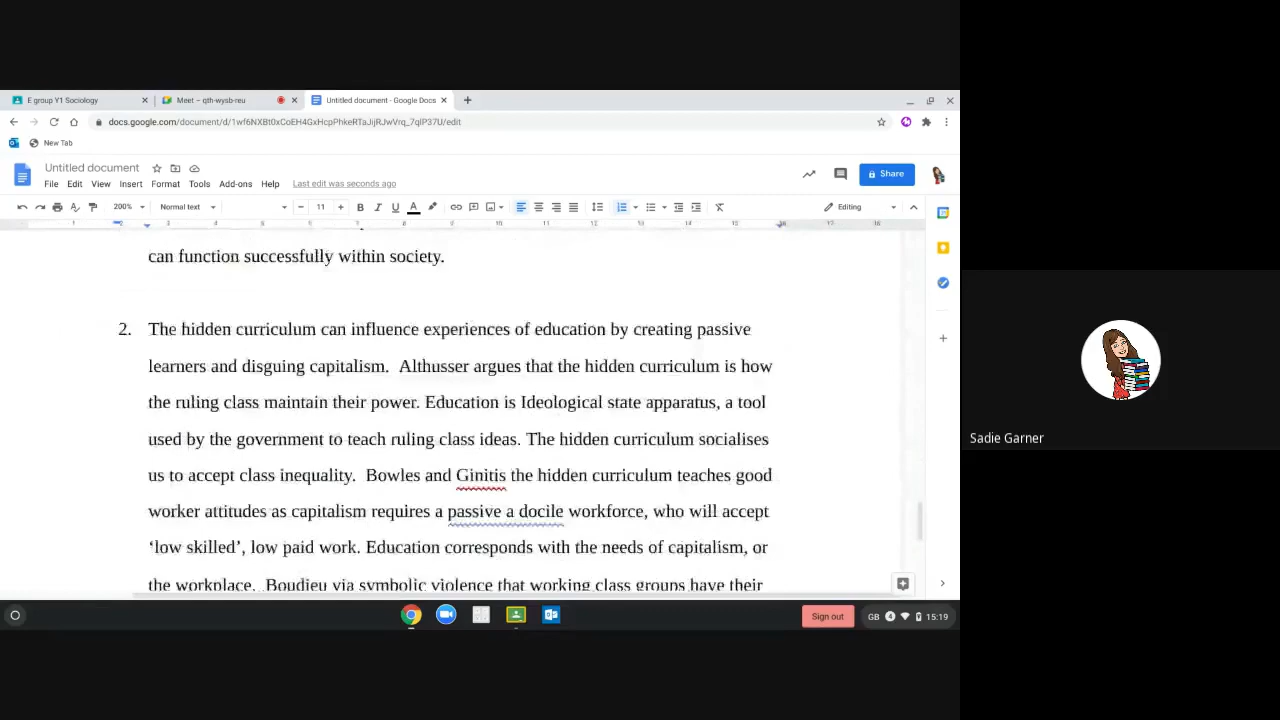 E group Y1 Sociology
Meet – qth-wysb-reu
Untitled document - Google Docs
docs.google.com/document/d/1wf6NXBt0xCoEH4GxHcpPhkeRTaJijRJwVrq_7qlP37U/edit
New Tab
Untitled document
File Edit View Insert Format Tools Add-ons Help Last edit was seconds ago
Share
200% Normal text 11 B I U A Editing
can function successfully within society.
2. The hidden curriculum can influence experiences of education by creating passive
learners and disguing capitalism. Althusser argues that the hidden curriculum is how
the ruling class maintain their power. Education is Ideological state apparatus, a tool
used by the government to teach ruling class ideas. The hidden curriculum socialises
us to accept class inequality. Bowles and Ginitis the hidden curriculum teaches good
worker attitudes as capitalism requires a passive a docile workforce, who will accept
‘low skilled’, low paid work. Education corresponds with the needs of capitalism, or
the workplace. Boudieu via symbolic violence that working class groups have their
Sadie Garner
Sign out
GB 4 15:19